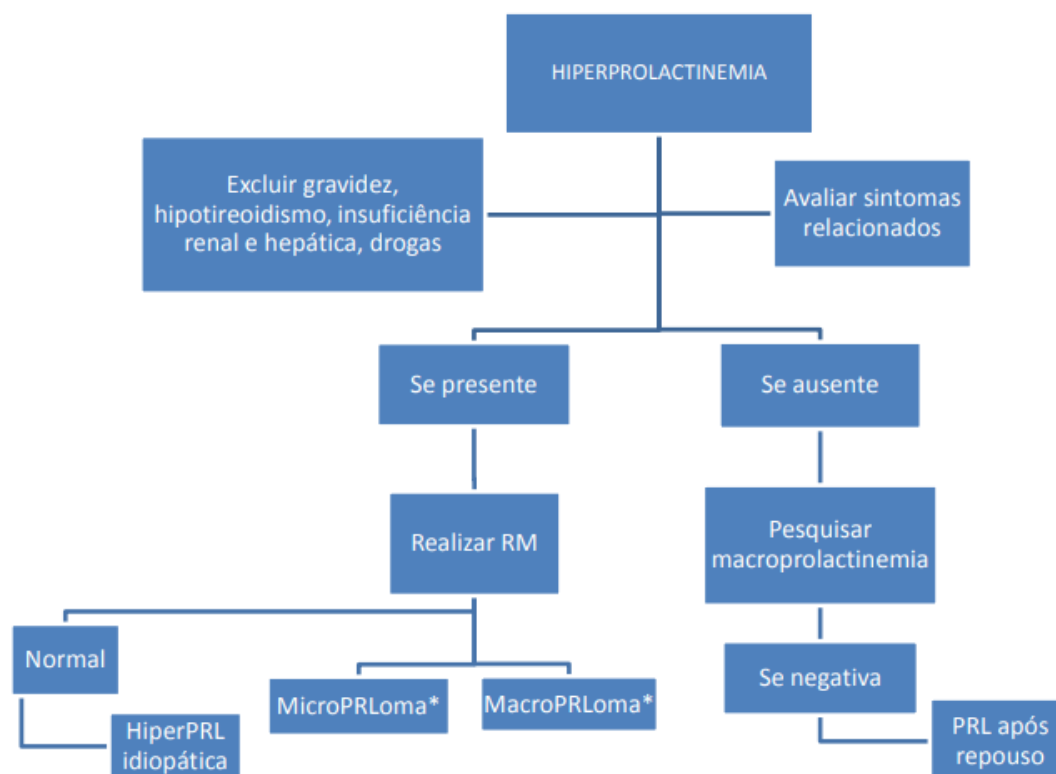 HIPERPROLACTINEMIA
Excluir gravidez,
hipotireoidismo, insuficiência
renal e hepática, drogas
Avaliar sintomas
relacionados
Se presente
Se ausente
Realizar RM
Pesquisar
macroprolactinemia
Normal
MicroPRLoma*
MacroPRLoma*
Se negativa
HiperPRL
idiopática
PRL após
repouso